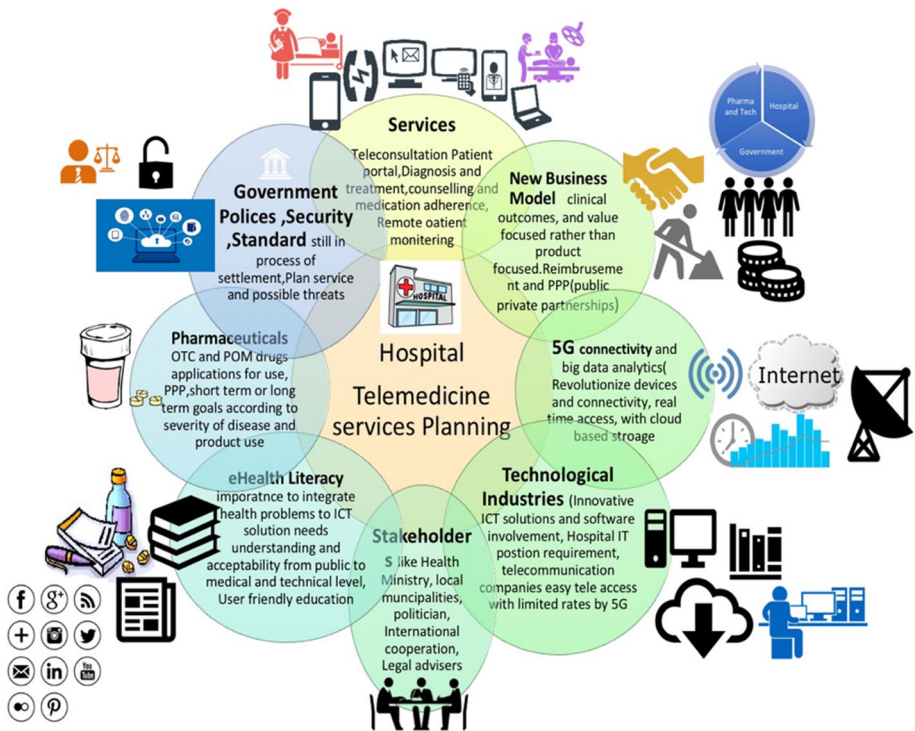 Services
Teleconsultation Patient
portal,Diagnosis and
treatment,counselling and
medication adherence,
Remote oatient
monitering
New Business
Model clinical
outcomes, and value
focused rather than
product
focused.Reimbruseme
nt and PPP(public
private partnerships)
Pharma
and Tech
Hospital
Government
5G connectivity and
big data analytics(
Revolutionize devices
and connectivity, real
time access, with cloud
based stroage
Internet
Technological
Industries (Innovative
ICT solutions and software
involvement, Hospital IT
postion requirement,
telecommunication
companies easy tele access
with limited rates by 5G
Stakeholder
s like Health
Ministry, local
muncipalities,
politician,
International
cooperation,
Legal advisers
eHealth Literacy
imporatnce to integrate
health problems to ICT
solution needs
understanding and
acceptability from public to
medical and technical level,
User friendly education
Pharmaceuticals
OTC and POM drugs
applications for use,
PPP,short term or long
term goals according to
severity of disease and
product use
Government
Polices ,Security
,Standard still in
process of
settlement,Plan service
and possible threats
HOSPITAL
Hospital
Telemedicine
services Planning
f
g+
in
You
Tube